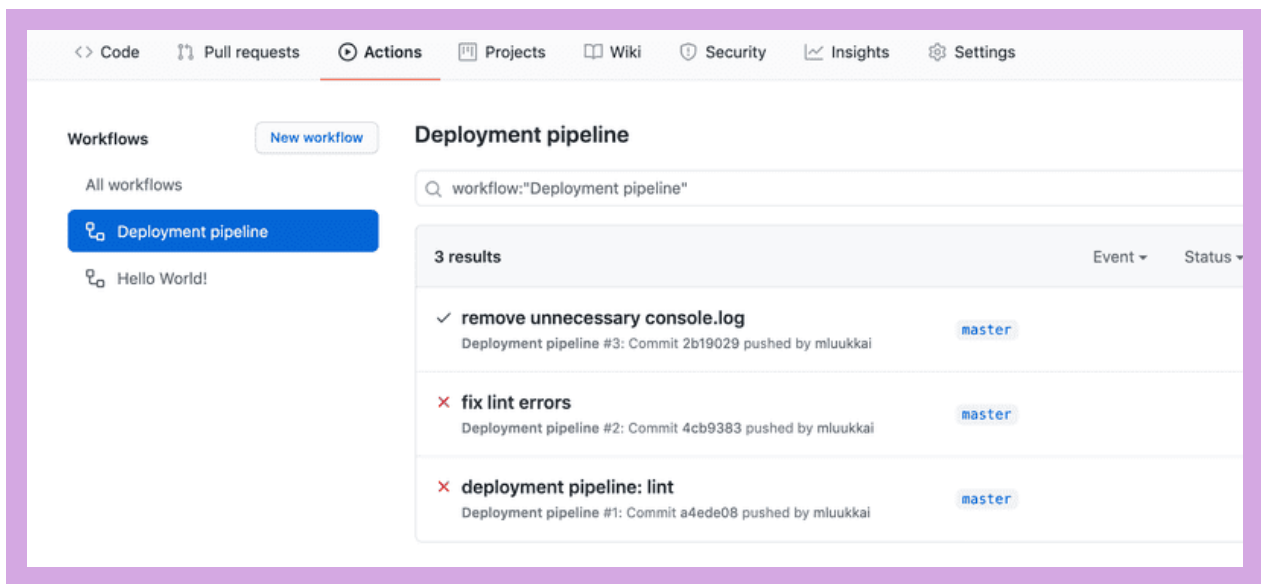 Code Pull requests Actions Projects Wiki Security Insights Settings
Workflows New workflow
All workflows
Deployment pipeline
Hello World!
Deployment pipeline
workflow:"Deployment pipeline"
3 results Event Status
remove unnecessary console.log
Deployment pipeline #3: Commit 2b19029 pushed by mluukkai
master
fix lint errors
Deployment pipeline #2: Commit 4cb9383 pushed by mluukkai
master
deployment pipeline: lint
Deployment pipeline #1: Commit a4ede08 pushed by mluukkai
master